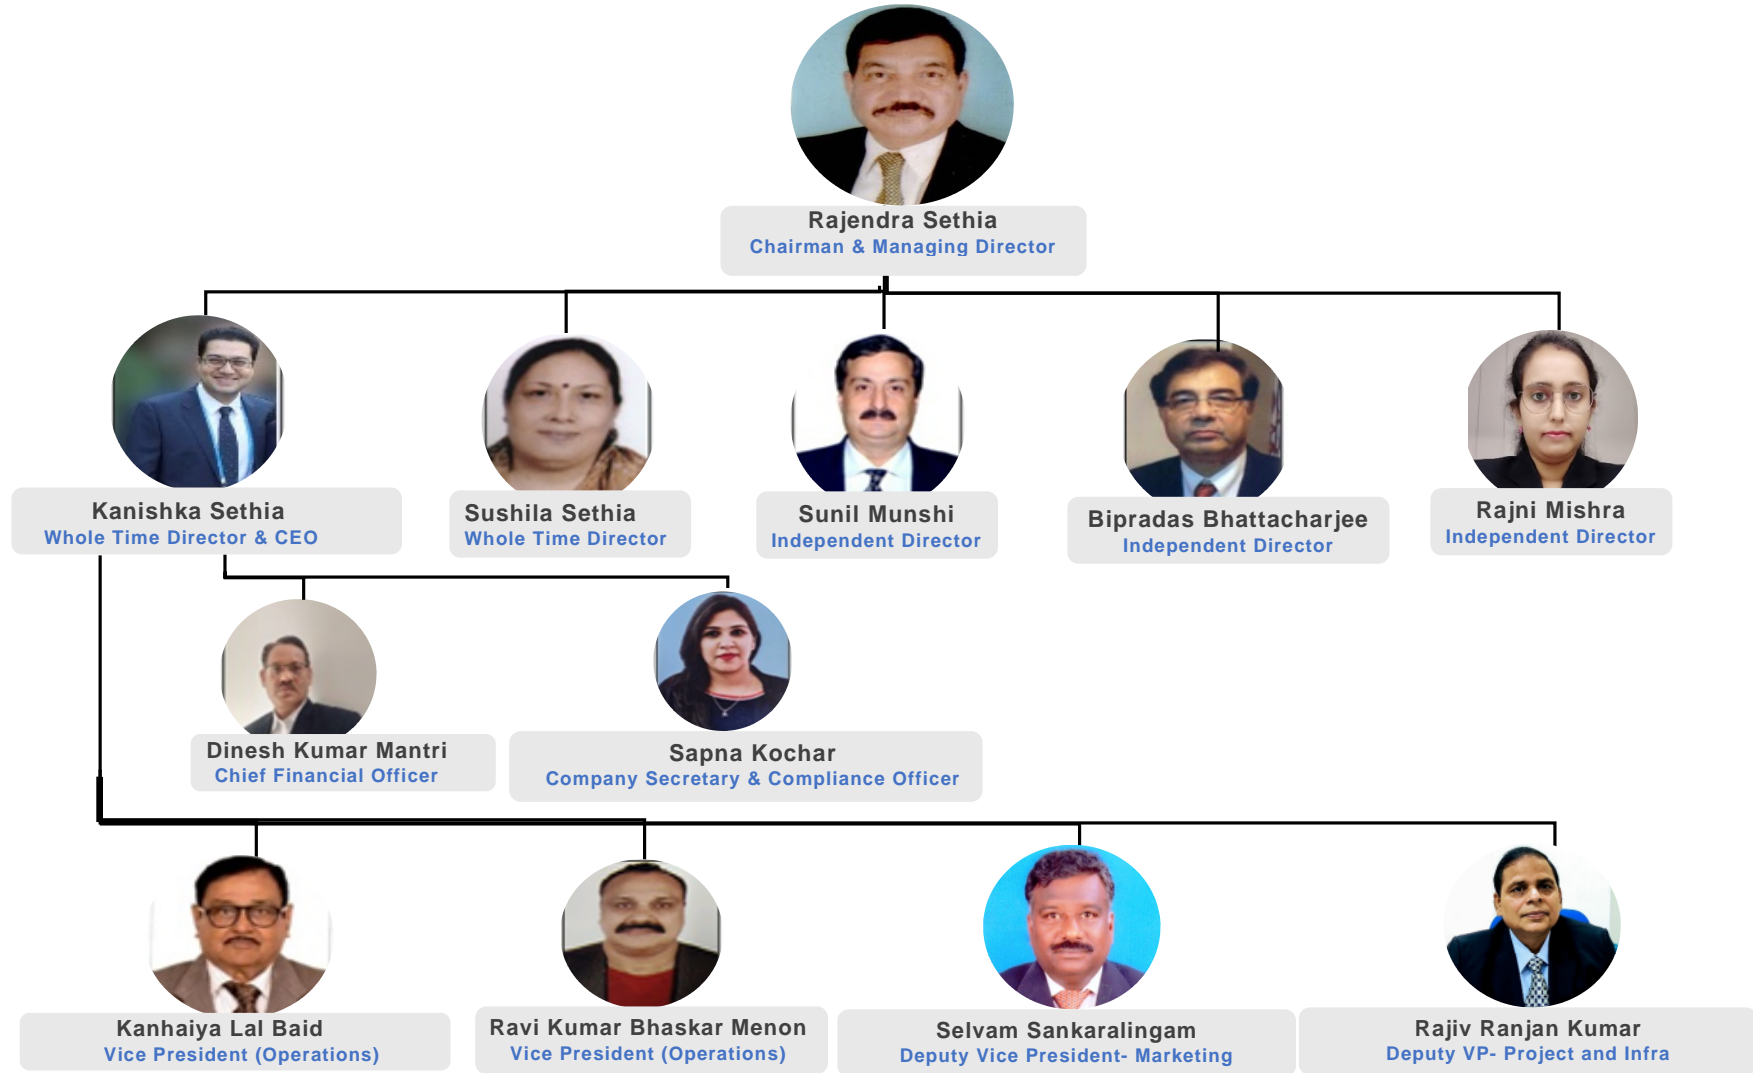 Rajendra Sethia
Chairman & Managing Director
Kanishka Sethia
Whole Time Director & CEO
Sushila Sethia
Whole Time Director
Sunil Munshi
Independent Director
Bipradas Bhattacharjee
Independent Director
Rajni Mishra
Independent Director
Dinesh Kumar Mantri
Chief Financial Officer
Sapna Kochar
Company Secretary & Compliance Officer
Kanhaiya Lal Baid
Vice President (Operations)
Ravi Kumar Bhaskar Menon
Vice President (Operations)
Selvam Sankaralingam
Deputy Vice President- Marketing
Rajiv Ranjan Kumar
Deputy VP- Project and Infra